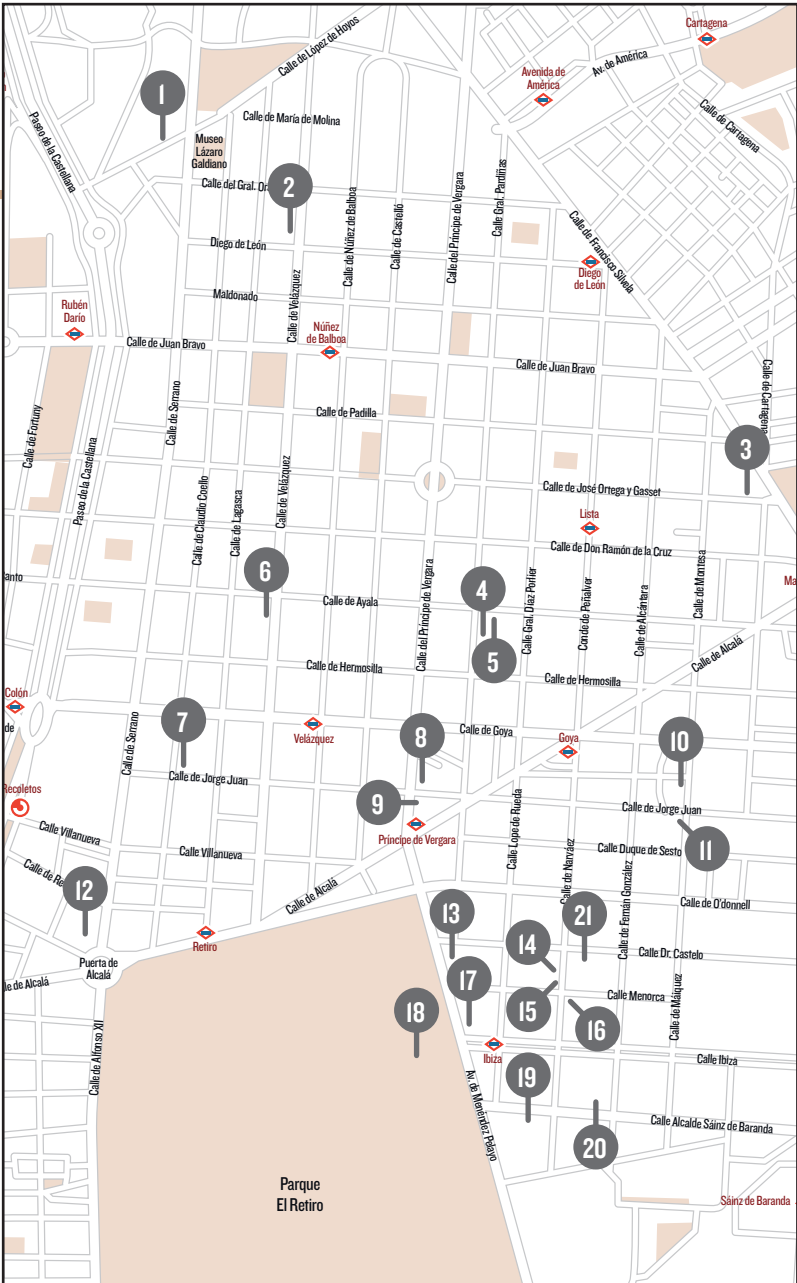 Cartagena
Calle de López de Hoyos
Av. de América
Avenida de
América
1
Paseo de la Castellana
Calle de María de Molina
Calle de Cartagena
Museo
Lázaro
Galdiano
Calle del Gral. Or
2
Calle de Núñez de Balboa
Calle de Castelló
Calle del Príncipe de Vergara
Calle Gral. Pardiñas
Calle de Francisco Silvela
Diego de León
Diego
de León
Maldonado
Calle de Velázquez
Rubén
Darío
Núñez
de Balboa
Calle de Juan Bravo
Calle de Juan Bravo
Calle de Cartagena
Calle de Fortuny
Calle de Serrano
Calle de Padilla
3
Paseo de la Castellana
Calle de Claudio Coello
Calle de Lagasca
Calle de Velázquez
Calle de José Ortega y Gasset
Lista
Calle de Don Ramón de la Cruz
6
4
Calle del Príncipe de Vergara
Calle Gral. Díaz Porlier
Conde de Peñalver
Calle de Alcántara
Calle de Montesa
anto
Ma
Calle de Ayala
5
Calle de Alcalá
Calle de Hermosilla
Calle de Hermosilla
Colón
de
7
Calle de Serrano
Velázquez
8
Calle de Goya
Goya
10
Recoletos
Calle de Jorge Juan
9
Calle de Jorge Juan
Calle Villanueva
Príncipe de Vergara
Calle Lope de Rueda
11
Calle Villanueva
Calle Duque de Sesto
Calle de Re
12
Calle de Alcalá
Calle de Narváez
Calle de Fernán González
Calle de O'donnell
13
21
Retiro
14
Calle Dr. Castelo
Puerta de
Alcalá
lle de Alcalá
17
15
Calle Menorca
Calle de Máiquez
18
16
Calle de Alfonso XII
Ibiza
Calle Ibiza
19
Av. de Menéndez Pelayo
Calle Alcalde Sáinz de Baranda
20
Parque
El Retiro
Sáinz de Baranda